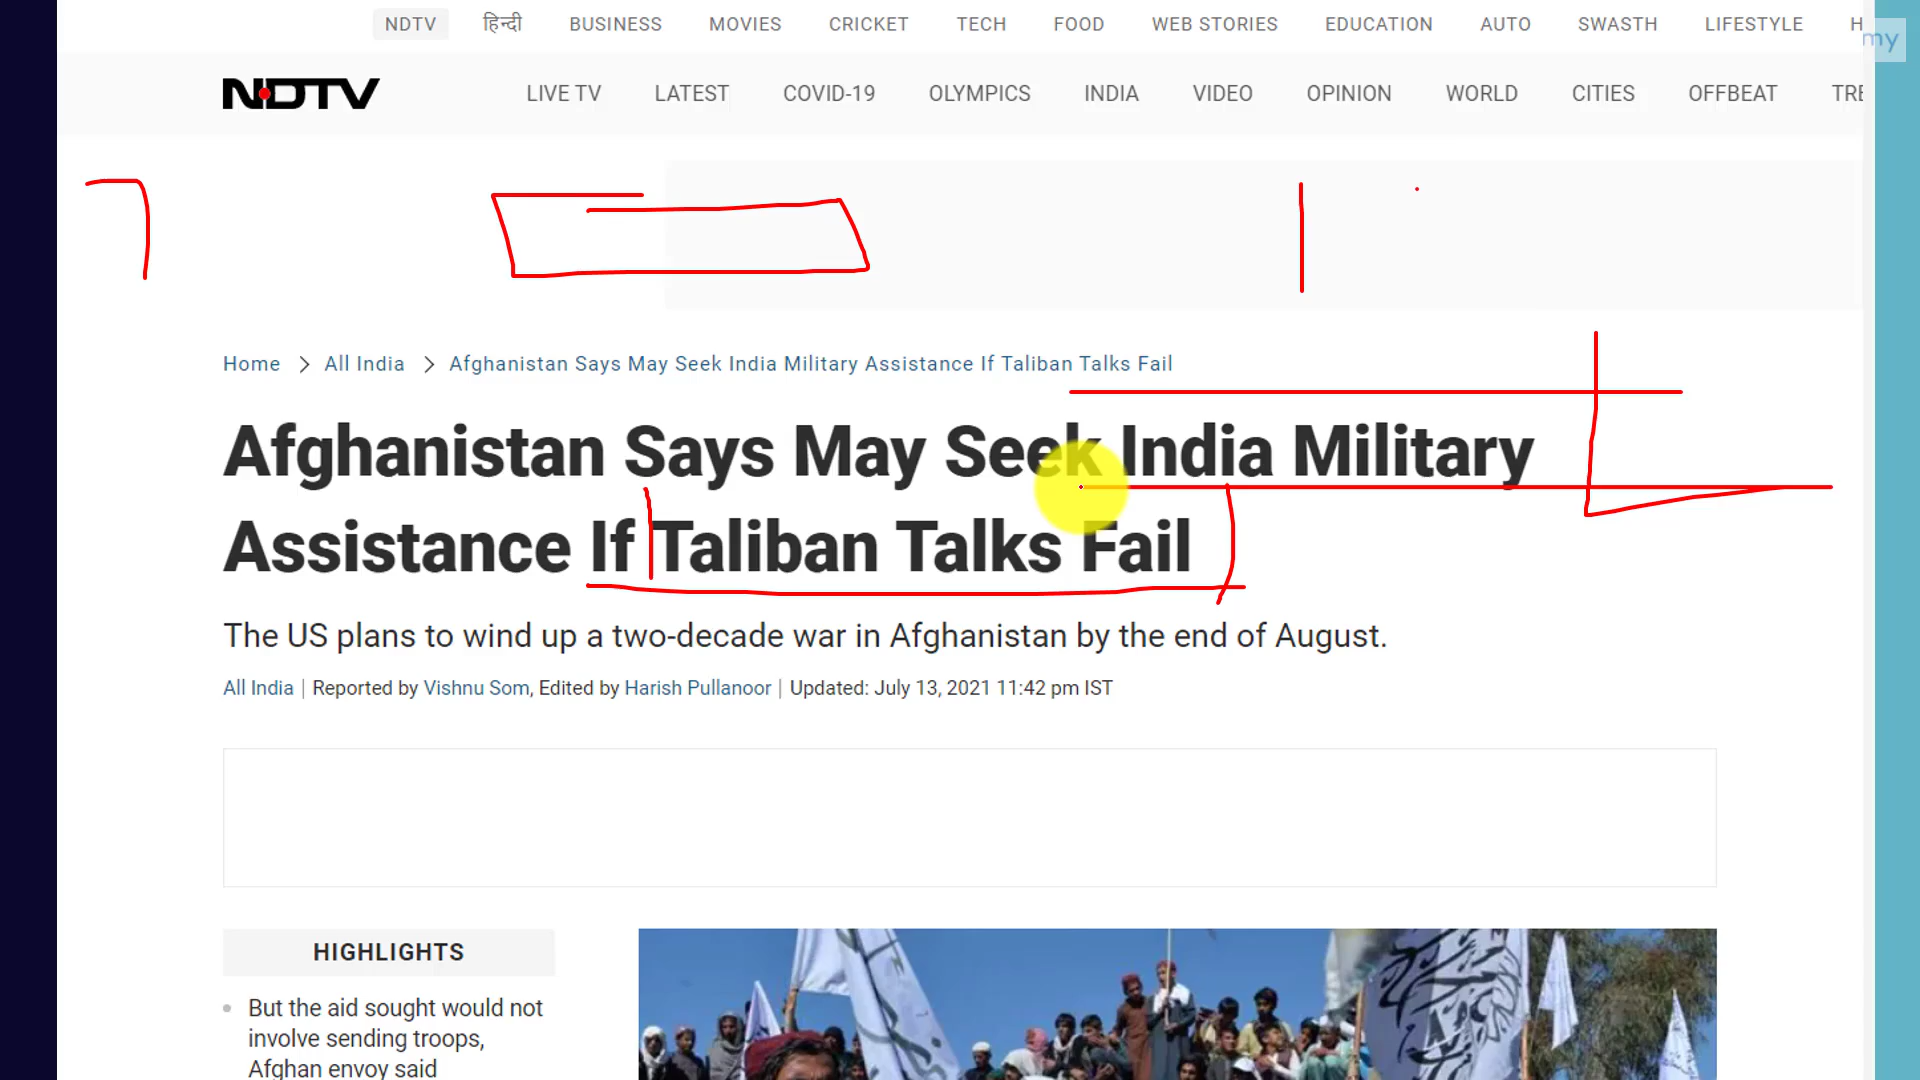 NDTV हिन्दी BUSINESS MOVIES CRICKET TECH FOOD WEB STORIES EDUCATION AUTO SWASTH LIFESTYLE H
my
NDTV LIVE TV LATEST COVID-19 OLYMPICS INDIA VIDEO OPINION WORLD CITIES OFFBEAT TRE
Home > All India > Afghanistan Says May Seek India Military Assistance If Taliban Talks Fail
Afghanistan Says May Seek India Military
Assistance If Taliban Talks Fail
The US plans to wind up a two-decade war in Afghanistan by the end of August.
All India | Reported by Vishnu Som, Edited by Harish Pullanoor | Updated: July 13, 2021 11:42 pm IST
HIGHLIGHTS
But the aid sought would not
involve sending troops,
Afghan envoy said